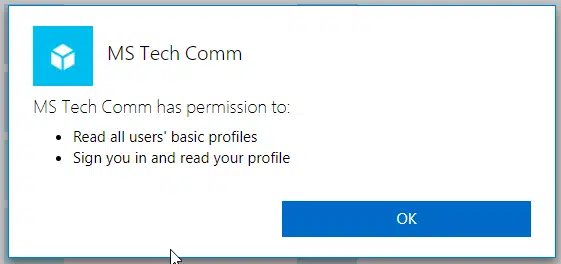 MS Tech Comm
MS Tech Comm has permission to:
• Read all users' basic profiles
• Sign you in and read your profile
OK